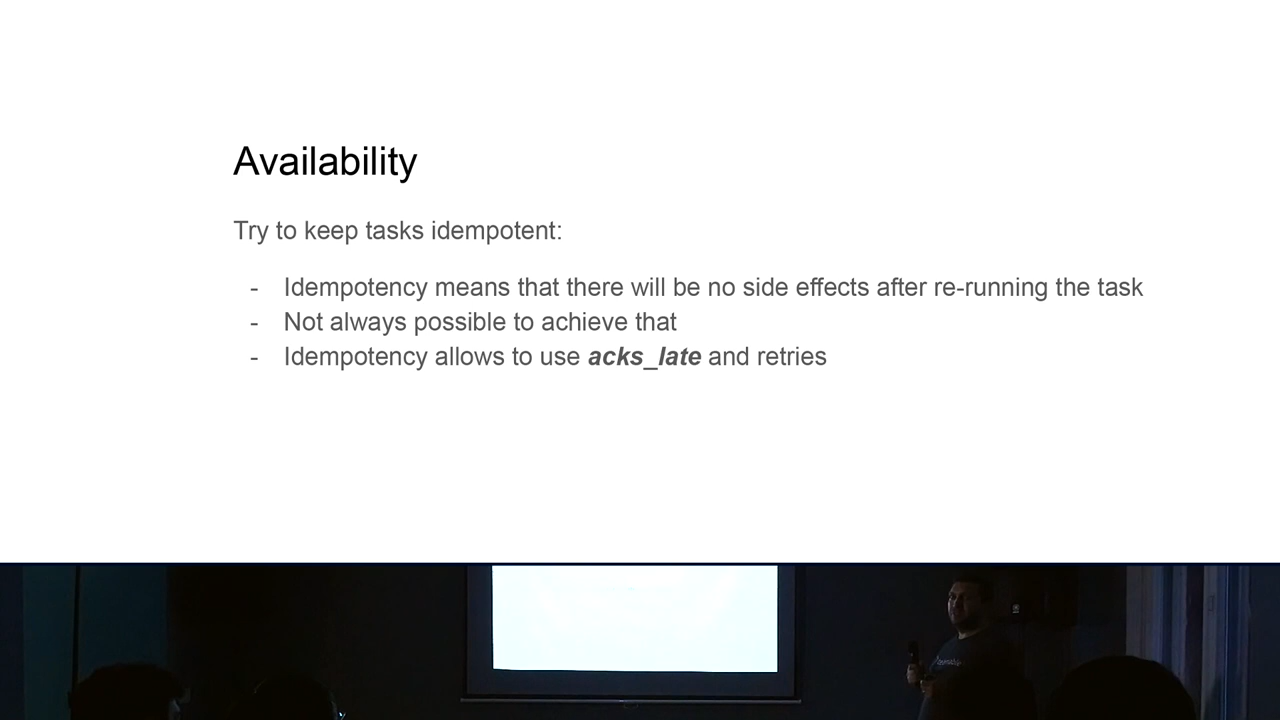 Availability
Try to keep tasks idempotent:
- Idempotency means that there will be no side effects after re-running the task
- Not always possible to achieve that
- Idempotency allows to use acks_late and retries